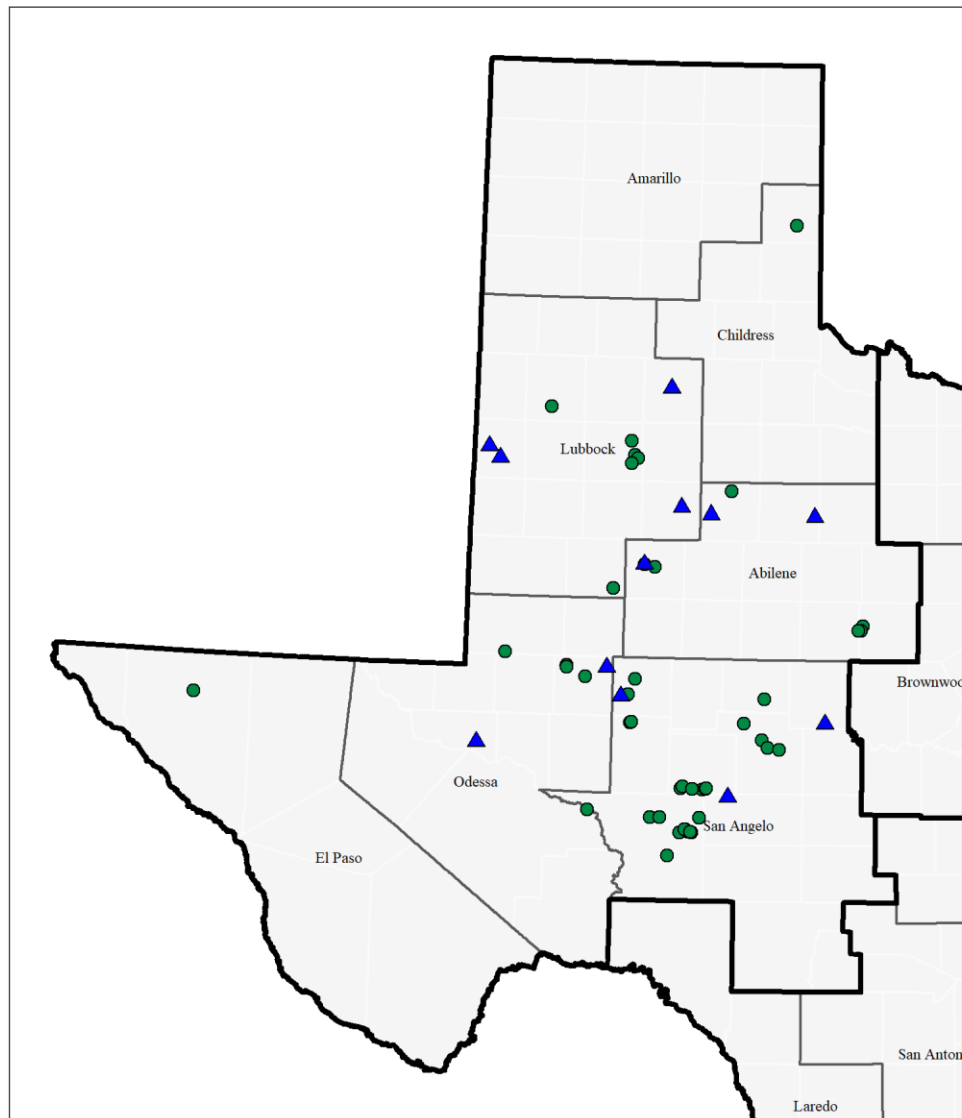 Amarillo
Childress
Lubbock
Abilene
Brownwoo
Odessa
San Angelo
El Paso
San Anton
Laredo